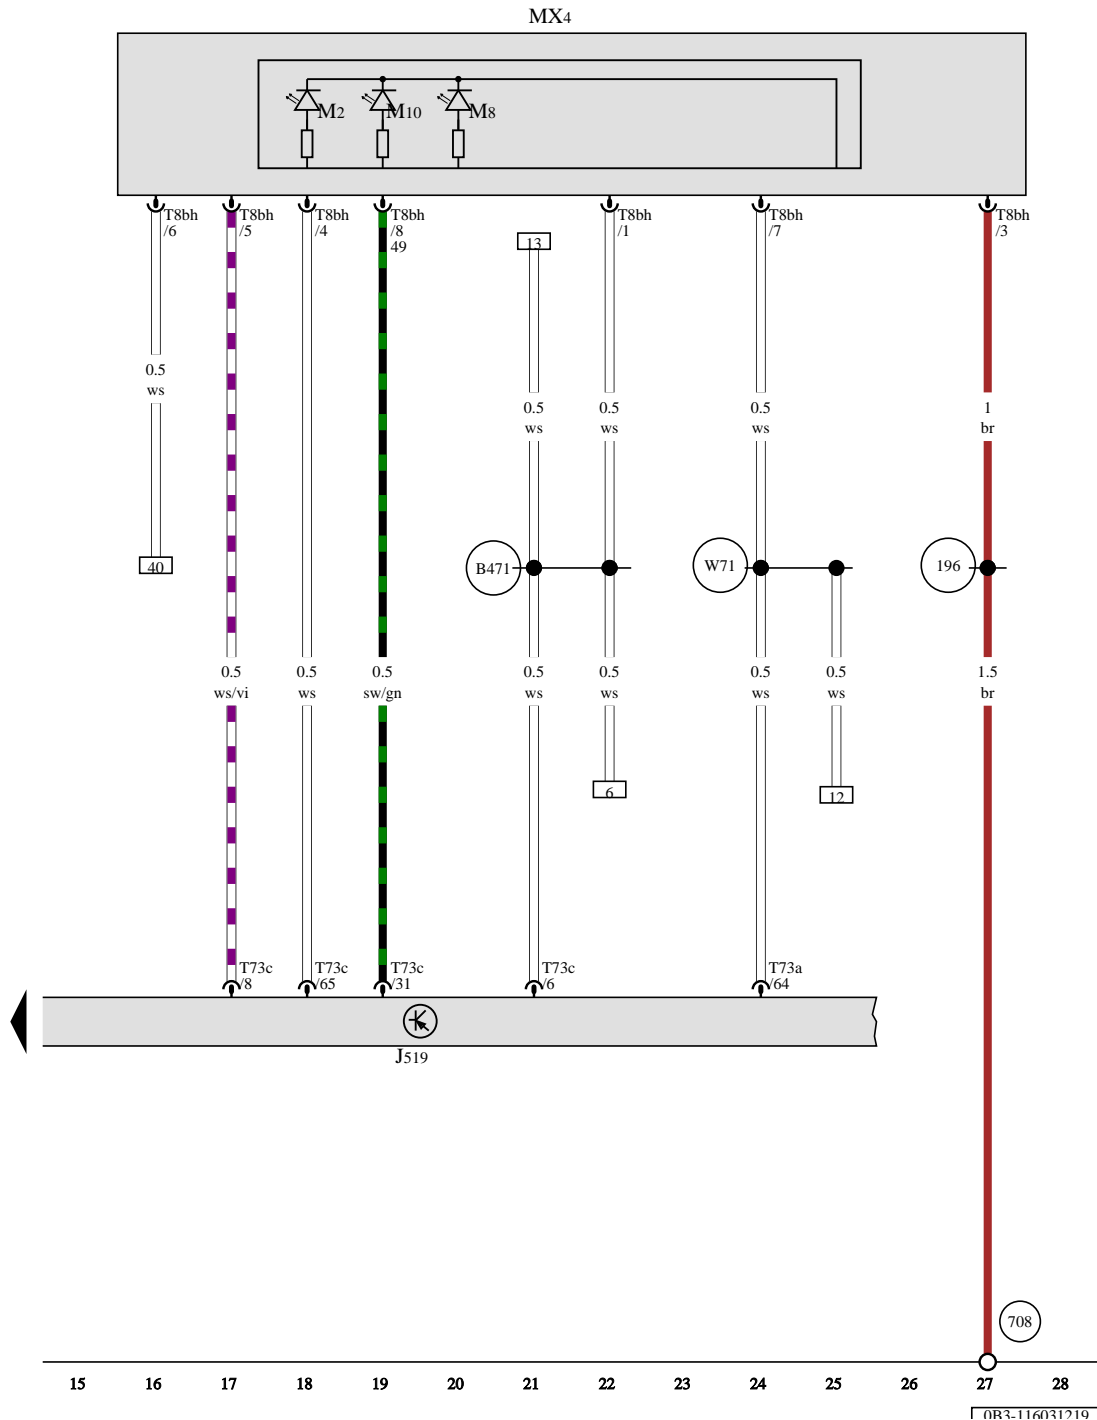 MX4
M2 M10 M8
T8bh T8bh T8bh T8bh T8bh T8bh T8bh
/6 /5 /4 /8 /1 /7 /3
49
13
0.5
ws
0.5 0.5 0.5 1
ws ws ws br
40
B471 W71 196
0.5 0.5 0.5 0.5 0.5 0.5 0.5 1.5
ws/vi ws sw/gn ws ws ws ws br
6 12
T73c T73c T73c T73c T73a
/8 /65 /31 /6 /64
J519
708
15 16 17 18 19 20 21 22 23 24 25 26 27 28
0B3-116031219